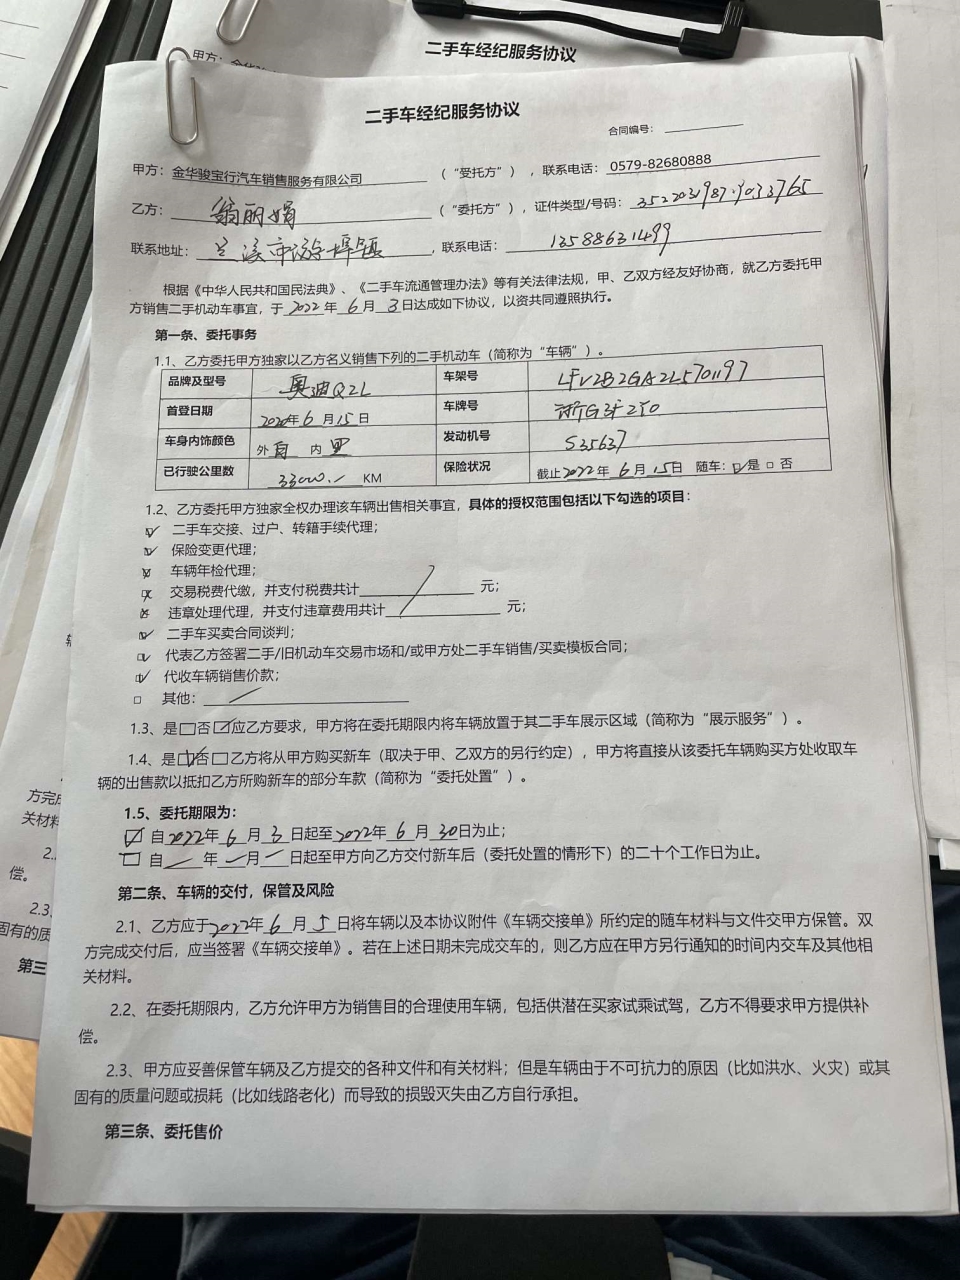 二手车经纪服务协议
二手车经纪服务协议
合同编号：
甲方：金华骏宝行汽车销售服务有限公司（“受托方”），联系电话：0579-82680888
乙方：翁丽娟（“委托方”），证件类型/号码：
联系地址：兰溪市游埠镇，联系电话：13588631499
根据《中华人民共和国民法典》、《二手车流通管理办法》等有关法律法规，甲、乙双方经友好协商，就乙方委托甲
方销售二手机动车事宜，于2022年6月3日达成如下协议，以资共同遵照执行。
第一条、委托事务
1.1、乙方委托甲方独家以乙方名义销售下列的二手机动车（简称为“车辆”）。
品牌及型号 奥迪Q2L 车架号 LFV2B2GA2L5701197
首登日期 2020年6月15日 车牌号
车身内饰颜色 外白 内黑 发动机号 S35637
已行驶公里数 33000 KM 保险状况 截止2022年6月15日 随车：☑是 □否
1.2、乙方委托甲方独家全权办理该车辆出售相关事宜，具体的授权范围包括以下勾选的项目：
☑ 二手车交接、过户、转籍手续代理；
☑ 保险变更代理；
☒ 车辆年检代理；
☒ 交易税费代缴，并支付税费共计 / 元；
☒ 违章处理代理，并支付违章费用共计 / 元；
☑ 二手车买卖合同谈判；
☑ 代表乙方签署二手/旧机动车交易市场和/或甲方处二手车销售/买卖模板合同；
☑ 代收车辆销售价款；
□ 其他： /
1.3、是□否☑应乙方要求，甲方将在委托期限内将车辆放置于其二手车展示区域（简称为“展示服务”）。
1.4、是☑否□乙方将从甲方购买新车（取决于甲、乙双方的另行约定），甲方将直接从该委托车辆购买方处收取车
辆的出售款以抵扣乙方所购新车的部分车款（简称为“委托处置”）。
1.5、委托期限为：
☑ 自2022年6月3日起至2022年6月30日为止；
□ 自/年/月/日起至甲方向乙方交付新车后（委托处置的情形下）的二十个工作日为止。
第二条、车辆的交付，保管及风险
2.1、乙方应于2022年6月5日将车辆以及本协议附件《车辆交接单》所约定的随车材料与文件交甲方保管。双
方完成交付后，应当签署《车辆交接单》。若在上述日期未完成交车的，则乙方应在甲方另行通知的时间内交车及其他相
关材料。
2.2、在委托期限内，乙方允许甲方为销售目的合理使用车辆，包括供潜在买家试乘试驾，乙方不得要求甲方提供补
偿。
2.3、甲方应妥善保管车辆及乙方提交的各种文件和有关材料；但是车辆由于不可抗力的原因（比如洪水、火灾）或其
固有的质量问题或损耗（比如线路老化）而导致的损毁灭失由乙方自行承担。
第三条、委托售价